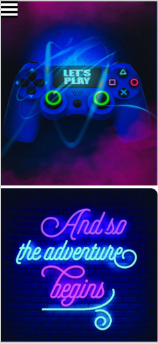 LET'S
PLAY
And so
the adventure
begins